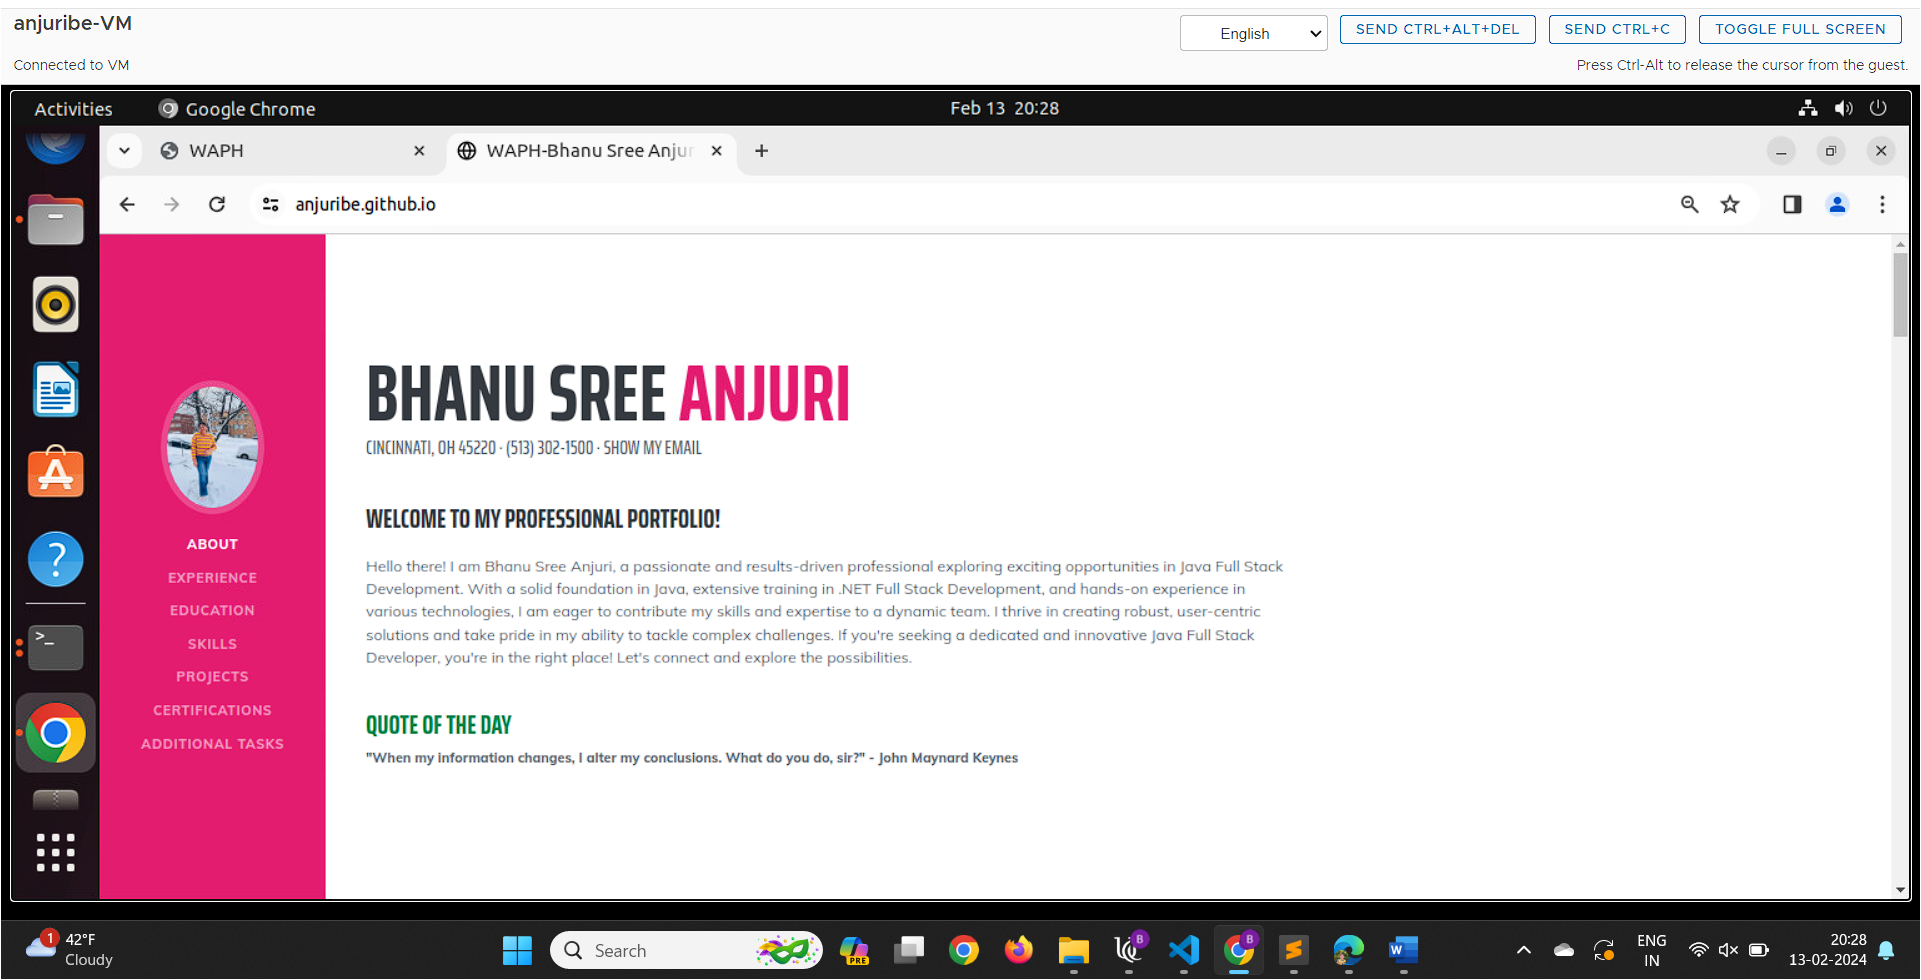 anjuribe-VM
English
SEND CTRL+ALT+DEL
SEND CTRL+C
TOGGLE FULL SCREEN
Connected to VM
Press Ctrl-Alt to release the cursor from the guest.
Activities
Google Chrome
Feb 13 20:28
WAPH
WAPH-Bhanu Sree Anjur
anjuribe.github.io
BHANU SREE ANJURI
CINCINNATI, OH 45220 · (513) 302-1500 · SHOW MY EMAIL
WELCOME TO MY PROFESSIONAL PORTFOLIO!
ABOUT
EXPERIENCE
EDUCATION
SKILLS
PROJECTS
CERTIFICATIONS
ADDITIONAL TASKS
Hello there! I am Bhanu Sree Anjuri, a passionate and results-driven professional exploring exciting opportunities in Java Full Stack
Development. With a solid foundation in Java, extensive training in .NET Full Stack Development, and hands-on experience in
various technologies, I am eager to contribute my skills and expertise to a dynamic team. I thrive in creating robust, user-centric
solutions and take pride in my ability to tackle complex challenges. If you're seeking a dedicated and innovative Java Full Stack
Developer, you're in the right place! Let's connect and explore the possibilities.
QUOTE OF THE DAY
"When my information changes, I alter my conclusions. What do you do, sir?" - John Maynard Keynes
1
42°F
Cloudy
Search
PRE
B
B
W
ENG
IN
20:28
13-02-2024